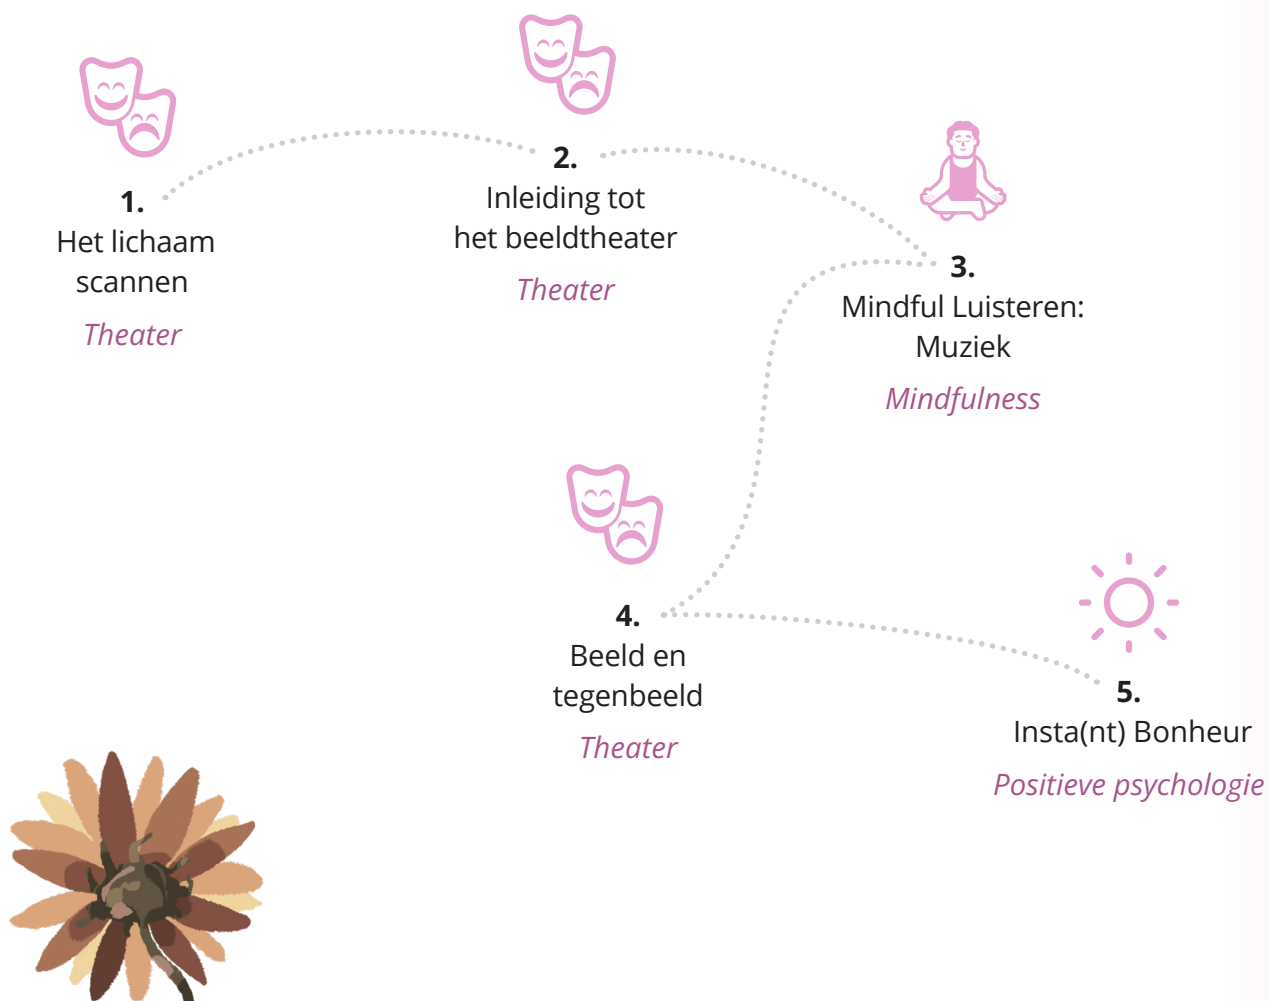 1.
Het lichaam
scannen
Theater
2.
Inleiding tot
het beeldtheater
Theater
3.
Mindful Luisteren:
Muziek
Mindfulness
4.
Beeld en
tegenbeeld
Theater
5.
Insta(nt) Bonheur
Positieve psychologie